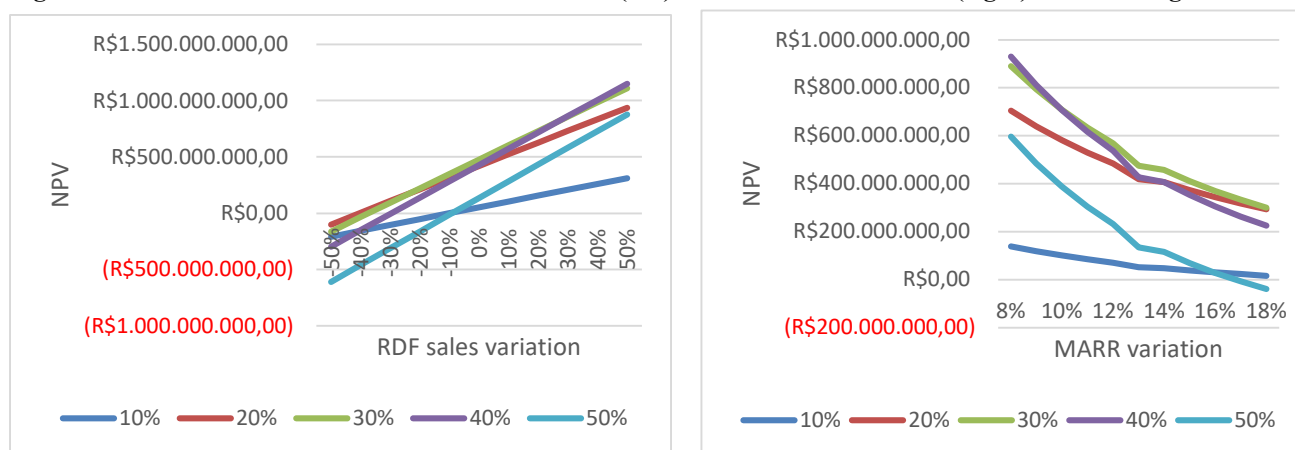 R$1.500.000.000,00
R$1.000.000.000,00
R$500.000.000,00
R$0,00
(R$500.000.000,00)
(R$1.000.000.000,00)
NPV
-50%
-40%
-30%
-20%
-10%
0%
10%
20%
30%
40%
50%
RDF sales variation
10% 20% 30% 40% 50%
R$1.000.000.000,00
R$800.000.000,00
R$600.000.000,00
R$400.000.000,00
R$200.000.000,00
R$0,00
(R$200.000.000,00)
NPV
8% 10% 12% 14% 16% 18%
MARR variation
10% 20% 30% 40% 50%